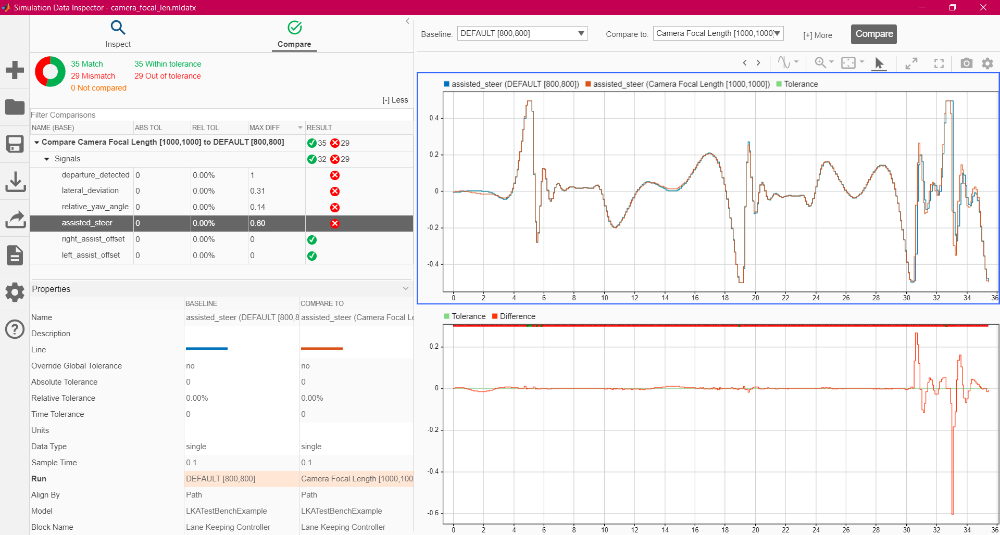 Simulation Data Inspector - camera_focal_len.mldatx
Inspect
Compare
35 Match
35 Within tolerance
29 Mismatch
29 Out of tolerance
0 Not compared
[-] Less
Filter Comparisons
NAME (BASE) ABS TOL REL TOL MAX DIFF RESULT
Compare Camera Focal Length [1000,1000] to DEFAULT [800,800] 35 29
Signals 32 29
departure_detected 0 0.00% 1
lateral_deviation 0 0.00% 0.31
relative_yaw_angle 0 0.00% 0.14
assisted_steer 0 0.00% 0.60
right_assist_offset 0 0.00% 0
left_assist_offset 0 0.00% 0
Properties
BASELINE COMPARE TO
Name assisted_steer (DEFAULT [800,8 assisted_steer (Camera Focal Le
Description
Line
Override Global Tolerance no no
Absolute Tolerance 0 0
Relative Tolerance 0.00% 0.00%
Time Tolerance 0 0
Units
Data Type single single
Sample Time 0.1 0.1
Run DEFAULT [800,800] Camera Focal Length [1000,100
Align By Path Path
Model LKATestBenchExample LKATestBenchExample
Block Name Lane Keeping Controller Lane Keeping Controller
Baseline: DEFAULT [800,800] Compare to: Camera Focal Length [1000,1000] [+] More Compare
assisted_steer (DEFAULT [800,800]) assisted_steer (Camera Focal Length [1000,1000]) Tolerance
0.4
0.2
0
-0.2
-0.4
0 2 4 6 8 10 12 14 16 18 20 22 24 26 28 30 32 34 36
Tolerance Difference
0.2
0
-0.2
-0.4
-0.6
0 2 4 6 8 10 12 14 16 18 20 22 24 26 28 30 32 34 36